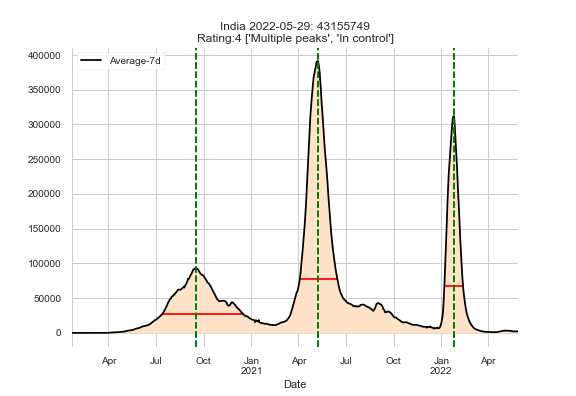 India 2022-05-29: 43155749
Rating:4 ['Multiple peaks', 'In control']
Average-7d
400000
350000
300000
250000
200000
150000
100000
50000
0
Apr Jul Oct Jan Apr Jul Oct Jan Apr
2021 2022
Date